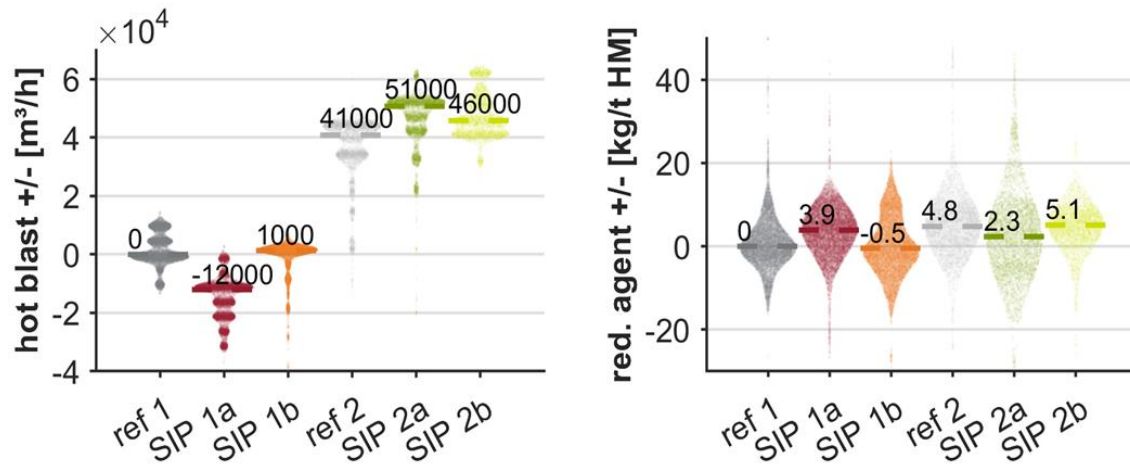 ×10⁴
hot blast +/- [m³/h]
6
4
2
0
-2
-4
0
-12000
1000
41000
51000
46000
ref 1
SIP 1a
SIP 1b
ref 2
SIP 2a
SIP 2b
red. agent +/- [kg/t HM]
40
20
0
-20
0
3.9
-0.5
4.8
2.3
5.1
ref 1
SIP 1a
SIP 1b
ref 2
SIP 2a
SIP 2b